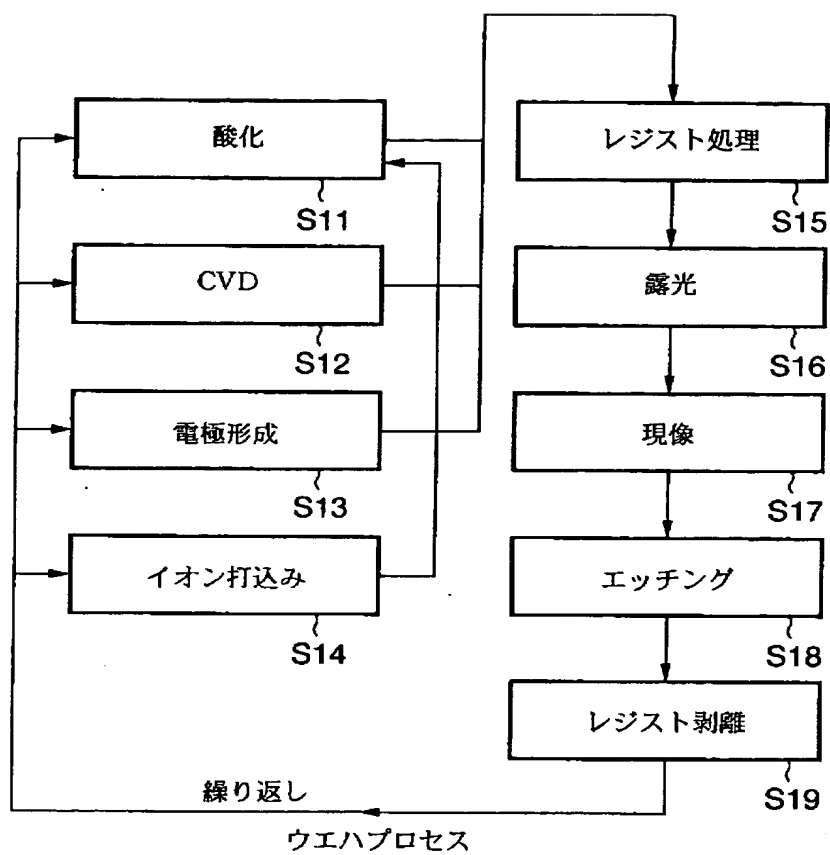 酸化
S11
CVD
S12
電極形成
S13
イオン打込み
S14
レジスト処理
S15
露光
S16
現像
S17
エッチング
S18
レジスト剥離
S19
繰り返し
ウエハプロセス